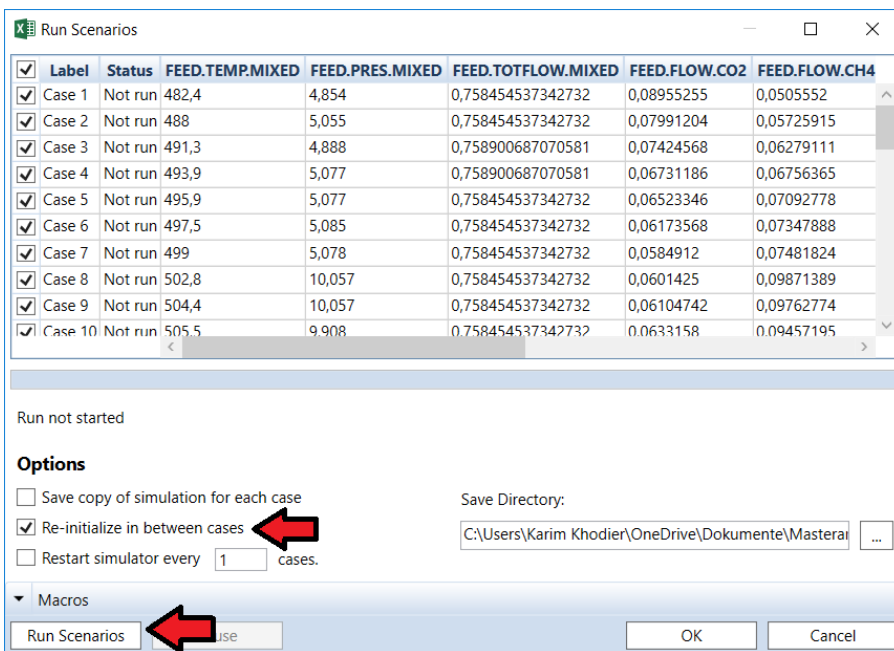 Run Scenarios
Label Status FEED.TEMP.MIXED FEED.PRES.MIXED FEED.TOTFLOW.MIXED FEED.FLOW.CO2 FEED.FLOW.CH4
Case 1 Not run 482,4 4,854 0,758454537342732 0,08955255 0,0505552
Case 2 Not run 488 5,055 0,758454537342732 0,07991204 0,05725915
Case 3 Not run 491,3 4,888 0,758900687070581 0,07424568 0,06279111
Case 4 Not run 493,9 5,077 0,758900687070581 0,06731186 0,06756365
Case 5 Not run 495,9 5,077 0,758454537342732 0,06523346 0,07092778
Case 6 Not run 497,5 5,085 0,758454537342732 0,06173568 0,07347888
Case 7 Not run 499 5,078 0,758454537342732 0,0584912 0,07481824
Case 8 Not run 502,8 10,057 0,758454537342732 0,0601425 0,09871389
Case 9 Not run 504,4 10,057 0,758454537342732 0,06104742 0,09762774
Case 10 Not run 505,5 9,908 0,758454537342732 0,0633158 0,09457195
Run not started
Options
Save copy of simulation for each case
Save Directory:
Re-initialize in between cases
C:\Users\Karim Khodier\OneDrive\Dokumente\Masterar
...
Restart simulator every 1 cases.
Macros
Run Scenarios
use
OK
Cancel